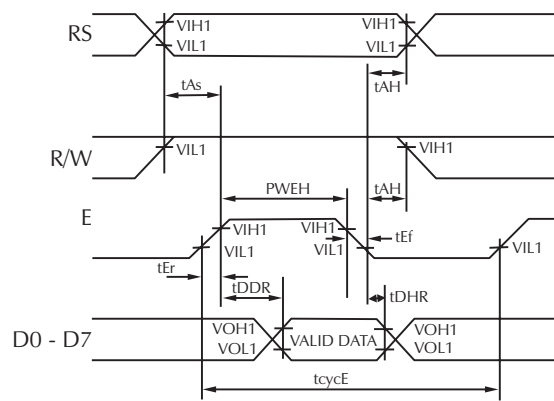 RS
VIH1
VIL1
VIH1
VIL1
tAs
tAH
R/W
VIL1
VIH1
PWEH
tAH
E
VIH1
VIL1
VIH1
VIL1
tEf
VIL1
tEr
tDDR
tDHR
D0 - D7
VOH1
VOL1
VALID DATA
VOH1
VOL1
tcycE